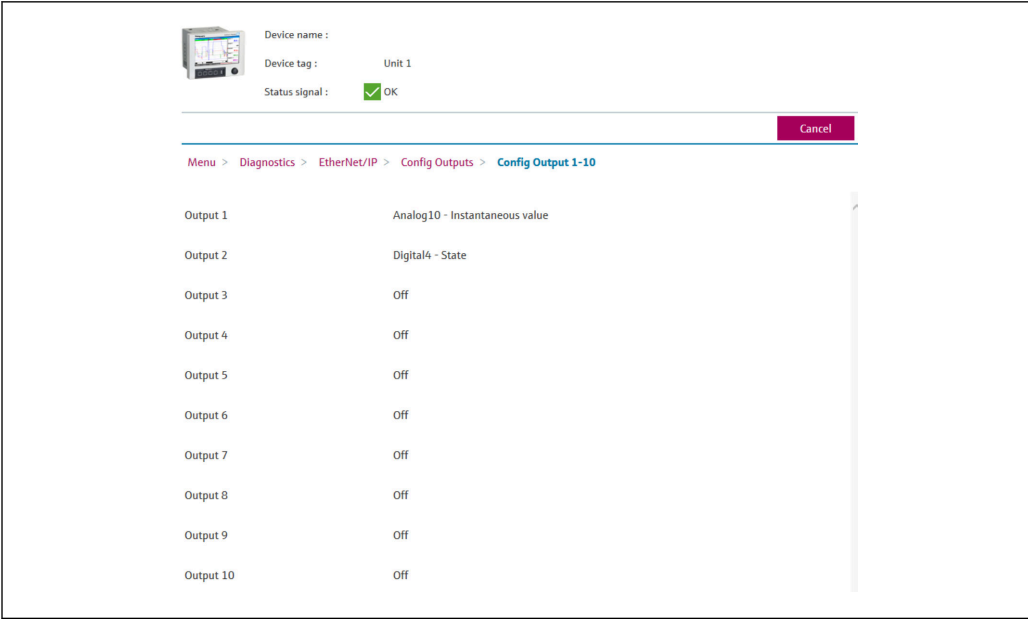 Device name :
Device tag : Unit 1
Status signal : OK
Cancel
Menu > Diagnostics > EtherNet/IP > Config Outputs > Config Output 1-10
Output 1 Analog10 - Instantaneous value
Output 2 Digital4 - State
Output 3 Off
Output 4 Off
Output 5 Off
Output 6 Off
Output 7 Off
Output 8 Off
Output 9 Off
Output 10 Off